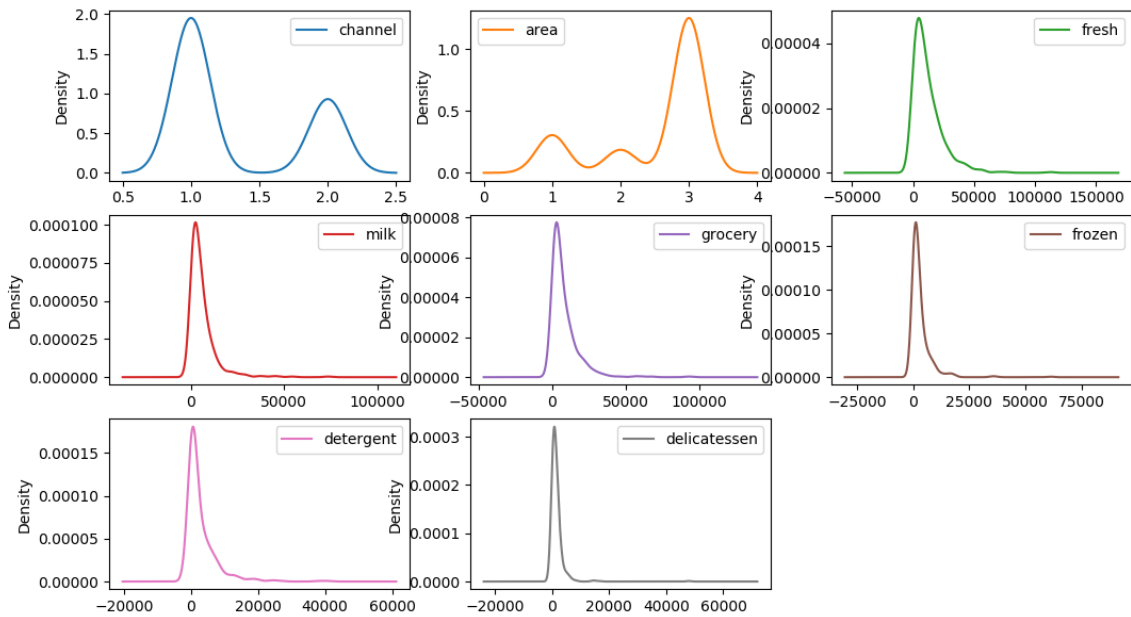 2.0
1.5
1.0
0.5
0.0
Density
channel
0.5 1.0 1.5 2.0 2.5
1.0
0.5
0.0
Density
area
0 1 2 3 4
0.00004
0.00002
0.00000
Density
fresh
−50000 0 50000 100000 150000
0.000100
0.000075
0.000050
0.000025
0.000000
Density
milk
0 50000 100000
0.00008
0.00006
0.00004
0.00002
0.00000
Density
grocery
−50000 0 50000 100000
0.00015
0.00010
0.00005
0.00000
Density
frozen
−25000 0 25000 50000 75000
0.00015
0.00010
0.00005
0.00000
Density
detergent
−20000 0 20000 40000 60000
0.0003
0.0002
0.0001
0.0000
Density
delicatessen
−20000 0 20000 40000 60000